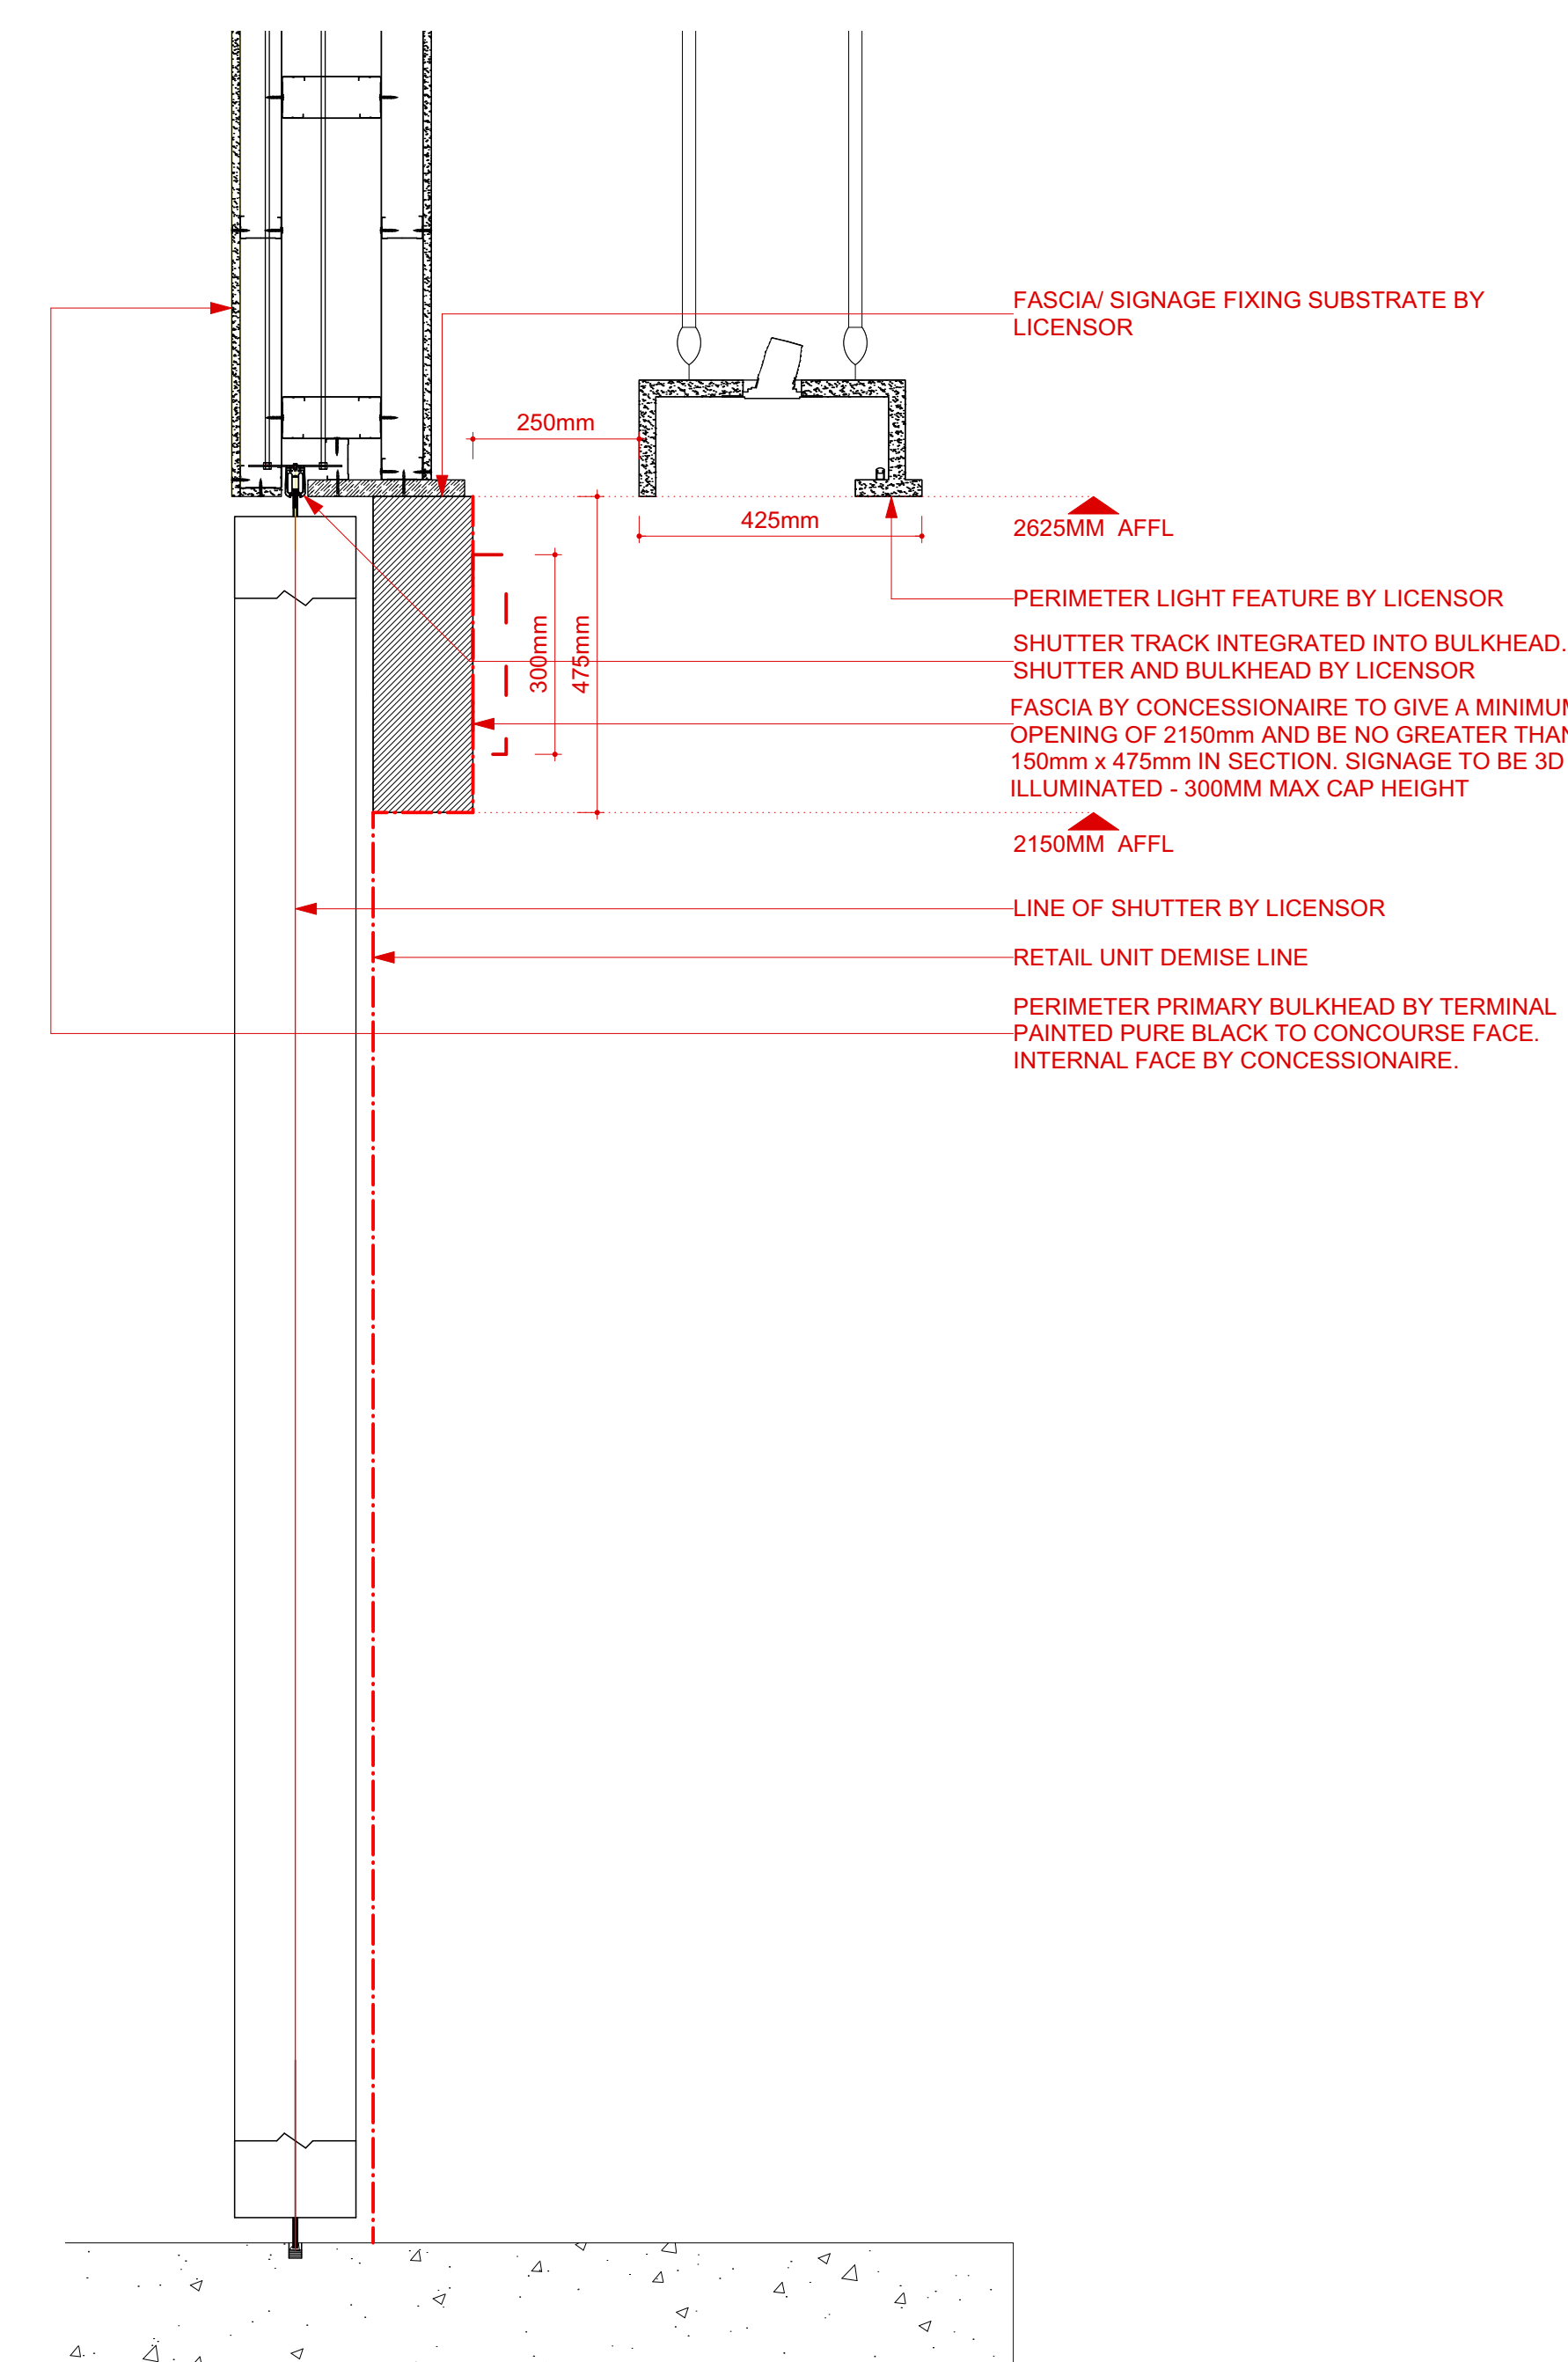 FASCIA/ SIGNAGE FIXING SUBSTRATE BY
LICENSOR
250mm
425mm
2625MM AFFL
300mm
475mm
PERIMETER LIGHT FEATURE BY LICENSOR
SHUTTER TRACK INTEGRATED INTO BULKHEAD.
SHUTTER AND BULKHEAD BY LICENSOR
FASCIA BY CONCESSIONAIRE TO GIVE A MINIMUM
OPENING OF 2150mm AND BE NO GREATER THAN
150mm x 475mm IN SECTION. SIGNAGE TO BE 3D
ILLUMINATED - 300MM MAX CAP HEIGHT
2150MM AFFL
LINE OF SHUTTER BY LICENSOR
RETAIL UNIT DEMISE LINE
PERIMETER PRIMARY BULKHEAD BY TERMINAL
PAINTED PURE BLACK TO CONCOURSE FACE.
INTERNAL FACE BY CONCESSIONAIRE.